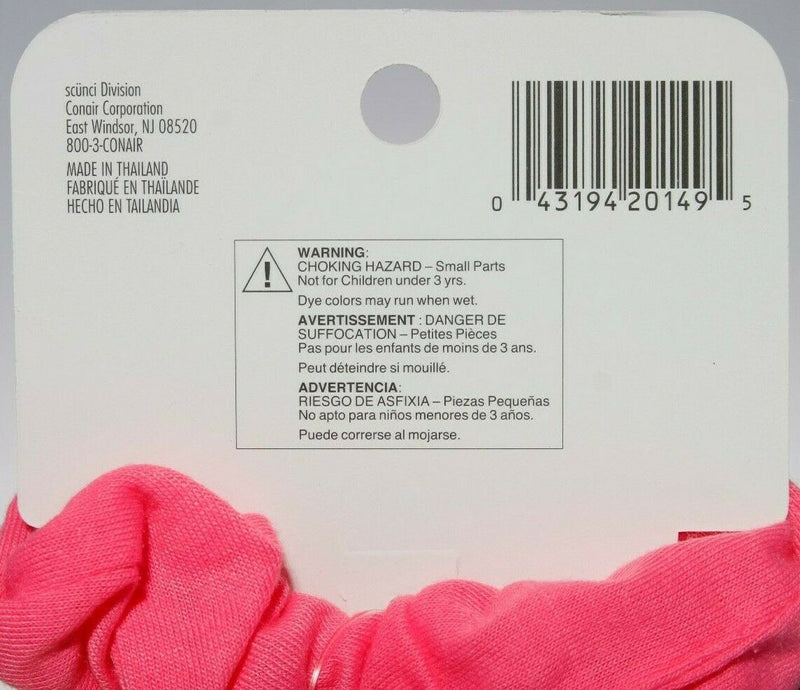 scünci Division
Conair Corporation
East Windsor, NJ 08520
800-3-CONAIR
MADE IN THAILAND
FABRIQUÉ EN THAÏLANDE
HECHO EN TAILANDIA
0 43194 20149 5
WARNING:
CHOKING HAZARD – Small Parts
Not for Children under 3 yrs.
Dye colors may run when wet.
AVERTISSEMENT : DANGER DE
SUFFOCATION – Petites Pièces
Pas pour les enfants de moins de 3 ans.
Peut déteindre si mouillé.
ADVERTENCIA:
RIESGO DE ASFIXIA – Piezas Pequeñas
No apto para niños menores de 3 años.
Puede correrse al mojarse.